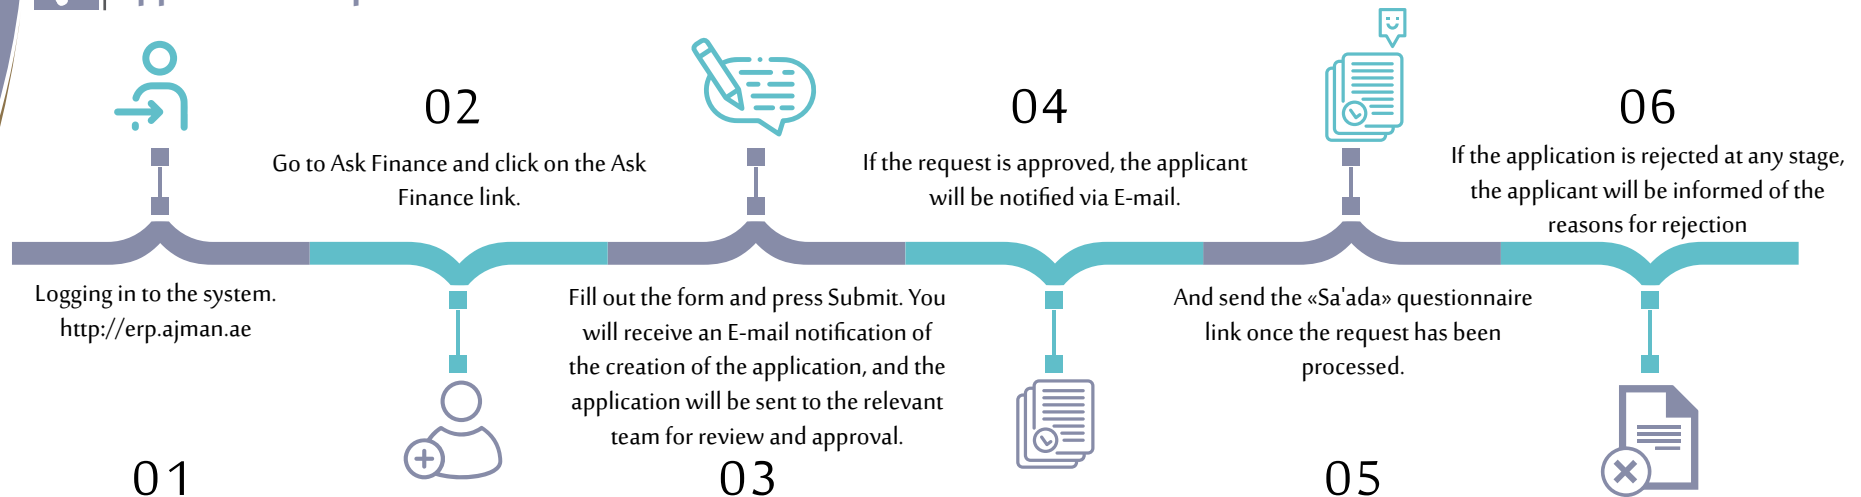 01
Logging in to the system.
http://erp.ajman.ae
02
Go to Ask Finance and click on the Ask
Finance link.
03
Fill out the form and press Submit. You
will receive an E-mail notification of
the creation of the application, and the
application will be sent to the relevant
team for review and approval.
04
If the request is approved, the applicant
will be notified via E-mail.
05
And send the «Sa'ada» questionnaire
link once the request has been
processed.
06
If the application is rejected at any stage,
the applicant will be informed of the
reasons for rejection